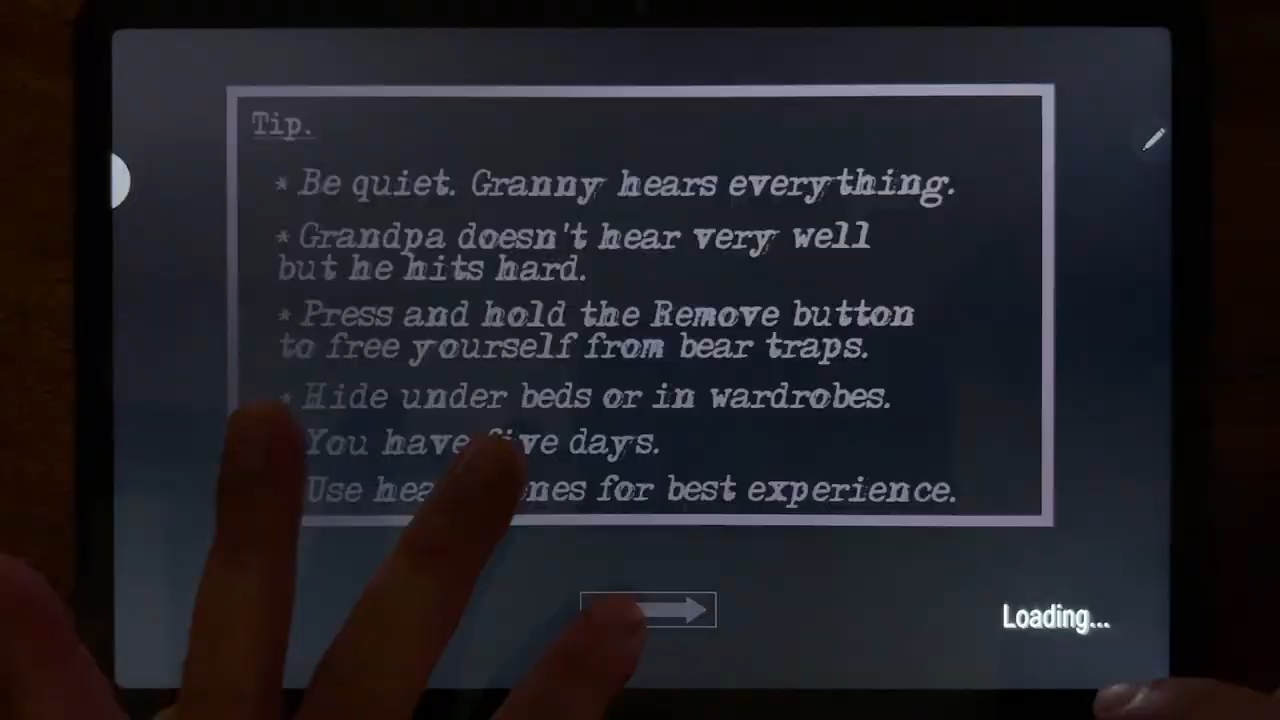 Tip.
* Be quiet. Granny hears everything.
* Grandpa doesn't hear very well
but he hits hard.
* Press and hold the Remove button
to free yourself from bear traps.
* Hide under beds or in wardrobes.
You have five days.
Use for best experience.
Loading...